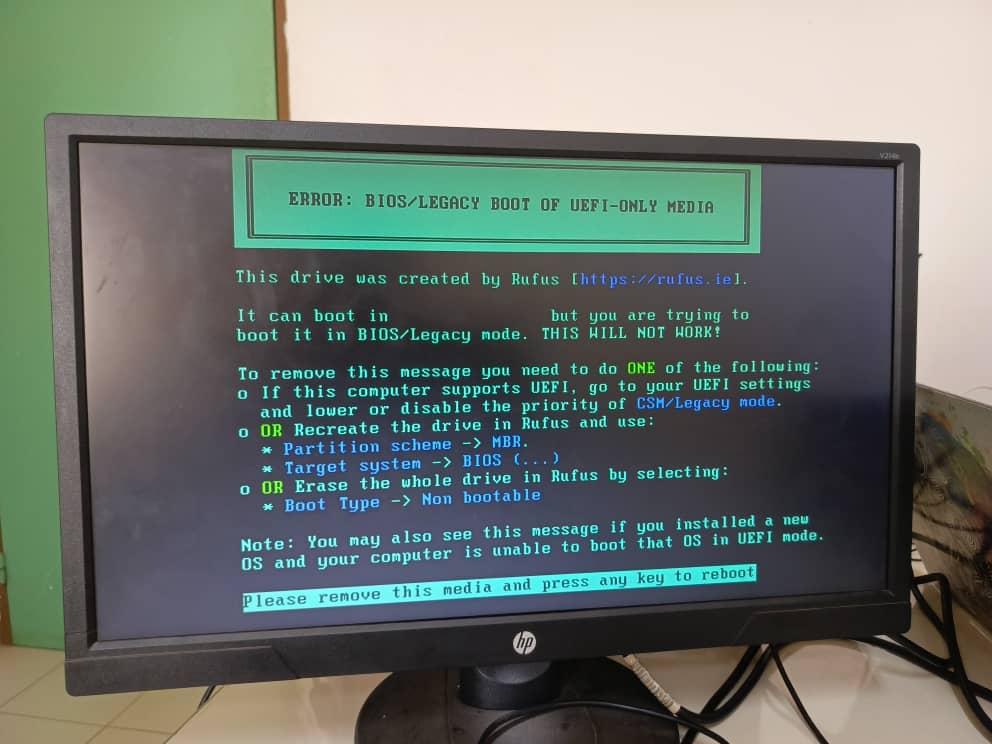 V214b
ERROR: BIOS/LEGACY BOOT OF UEFI-ONLY MEDIA
This drive was created by Rufus [https://rufus.ie].
It can boot in but you are trying to
boot it in BIOS/Legacy mode. THIS WILL NOT WORK!
To remove this message you need to do ONE of the following:
o If this computer supports UEFI, go to your UEFI settings
and lower or disable the priority of CSM/Legacy mode.
o OR Recreate the drive in Rufus and use:
* Partition scheme -> MBR.
* Target system -> BIOS (...)
o OR Erase the whole drive in Rufus by selecting:
* Boot Type -> Non bootable
Note: You may also see this message if you installed a new
OS and your computer is unable to boot that OS in UEFI mode.
Please remove this media and press any key to reboot
hp